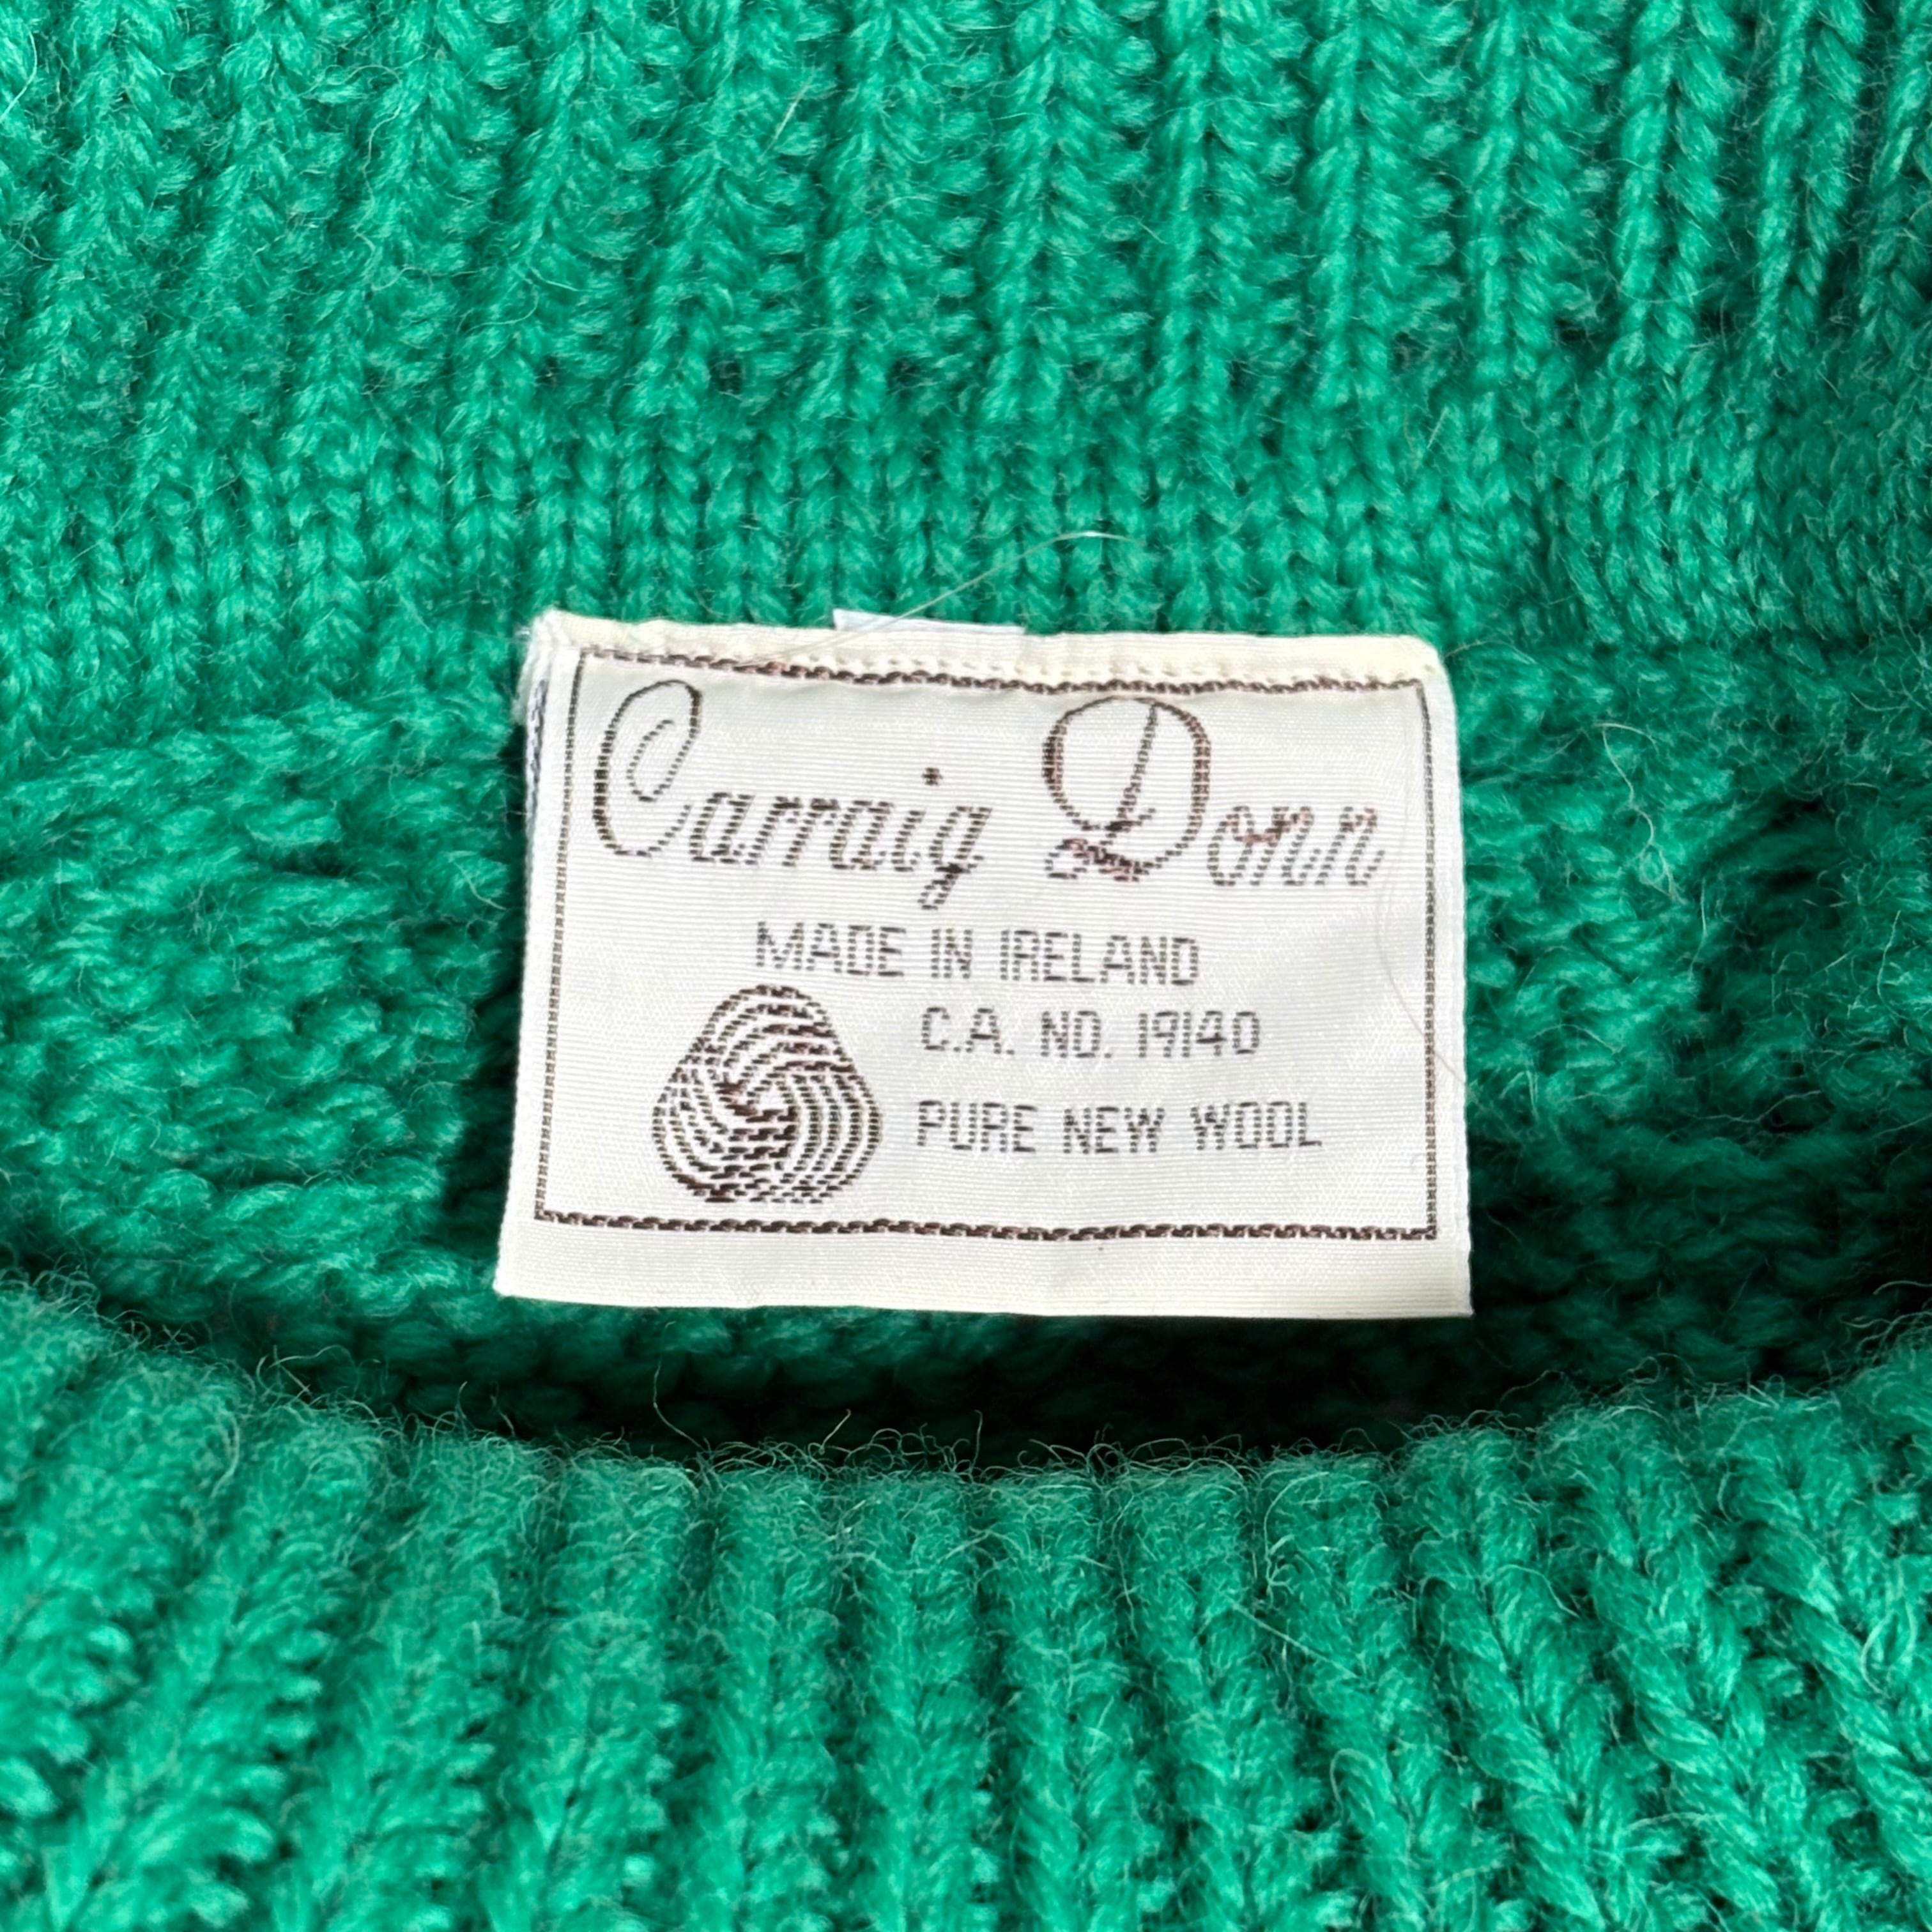 Carraig Donn
MADE IN IRELAND
C.A. NO. 19140
PURE NEW WOOL